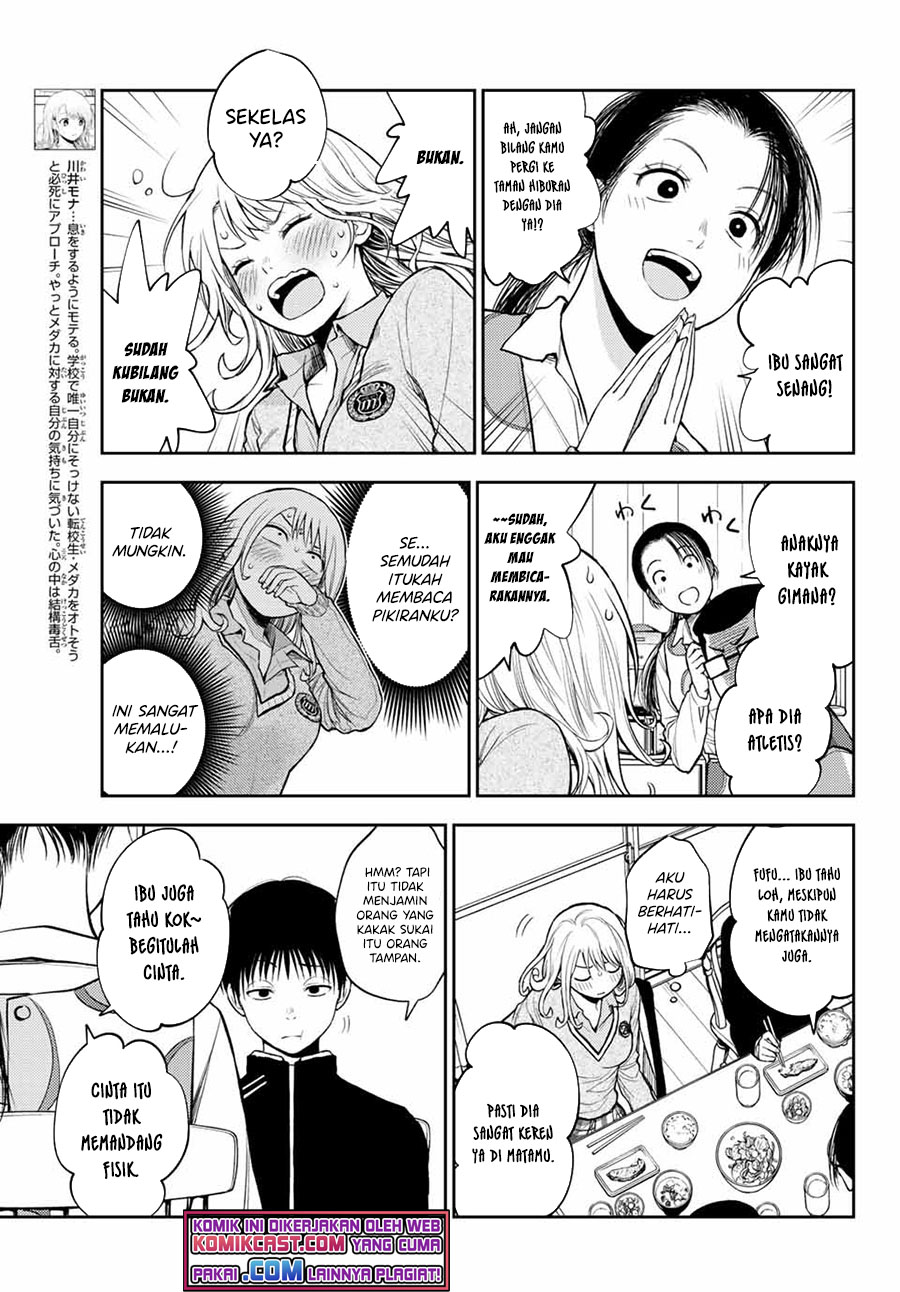 AH, JANGAN
BILANG KAMU
PERGI KE
TAMAN HIBURAN
DENGAN DIA
YA!?
IBU SANGAT
SENANG!
SEKELAS
YA?
BUKAN.
SUDAH
KUBILANG
BUKAN.
川井モナ…息をするようにモテる。学校で唯一自分にそっけない転校生・メダカをオトそう
と必死にアプローチ。やっとメダカに対する自分の気持ちに気づいた。心の中は結構毒舌。
ANAKNYA
KAYAK
GIMANA?
わく
わく
~~SUDAH,
AKU ENGGAK
MAU
MEMBICA-
RAKANNYA.
APA DIA
ATLETIS?
SE...
SEMUDAH
ITUKAH
MEMBACA
PIKIRANKU?
TIDAK
MUNGKIN.
INI SANGAT
MEMALU-
KAN...!
FUFU... IBU TAHU
LOH, MESKIPUN
KAMU TIDAK
MENGATAKANNYA
JUGA.
AKU
HARUS
BERHATI-
HATI...
PASTI DIA
SANGAT KEREN
YA DI MATAMU.
HMM? TAPI
ITU TIDAK
MENJAMIN
ORANG YANG
KAKAK SUKAI
ITU ORANG
TAMPAN.
IBU JUGA
TAHU KOK~
BEGITULAH
CINTA.
CINTA ITU
TIDAK
MEMANDANG
FISIK.
KOMIK INI DIKERJAKAN OLEH WEB
KOMIKCAST.COM YANG CUMA
PAKAI .COM LAINNYA PLAGIAT!